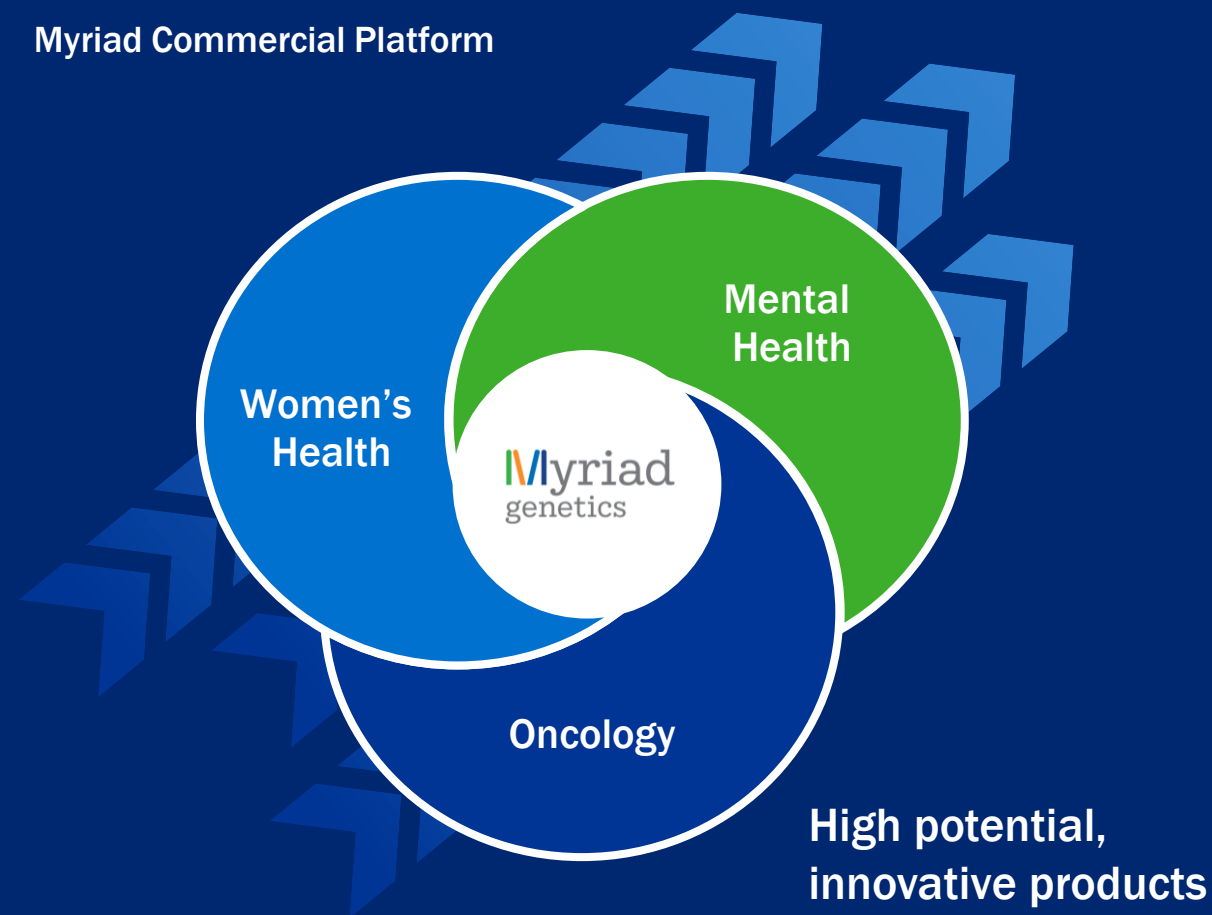 Myriad Commercial Platform
Mental
Health
Women's
Health
Myriad
genetics
Oncology
High potential,
innovative products